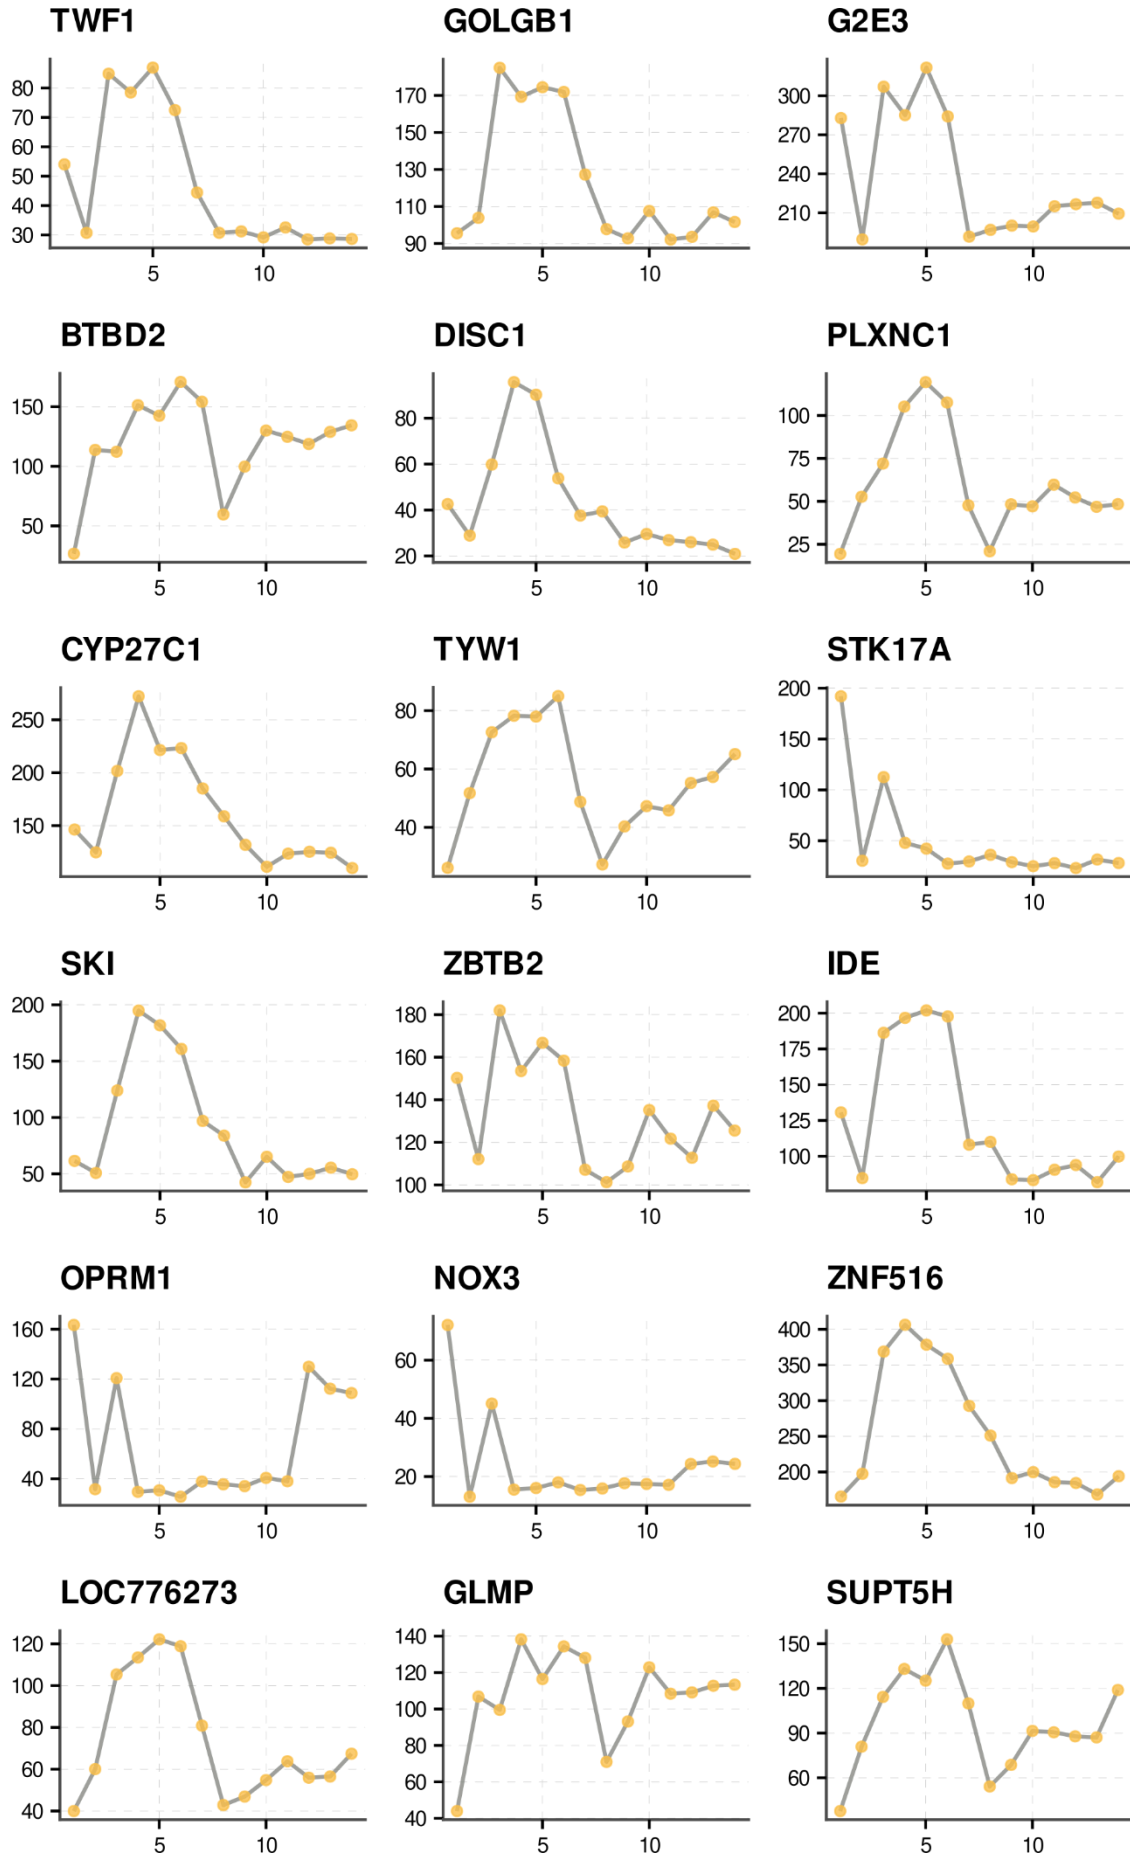 TWF1 GOLGB1 G2E3
80 170 300
70 150 270
60 130 240
50 110 210
40 90
30
5 10 5 10 5 10
BTBD2 DISC1 PLXNC1
150 80 100
100 60 75
50 40 50
20 25
5 10 5 10 5 10
CYP27C1 TYW1 STK17A
250 80 200
200 60 150
150 40 100
50
5 10 5 10 5 10
SKI ZBTB2 IDE
200 180 200
150 160 175
100 140 150
50 120 125
100 100
5 10 5 10 5 10
OPRM1 NOX3 ZNF516
160 60 400
120 40 350
80 20 300
40 250
200
5 10 5 10 5 10
LOC776273 GLMP SUPT5H
120 140 150
100 120 120
80 100 90
60 80 60
40 60
40
5 10 5 10 5 10